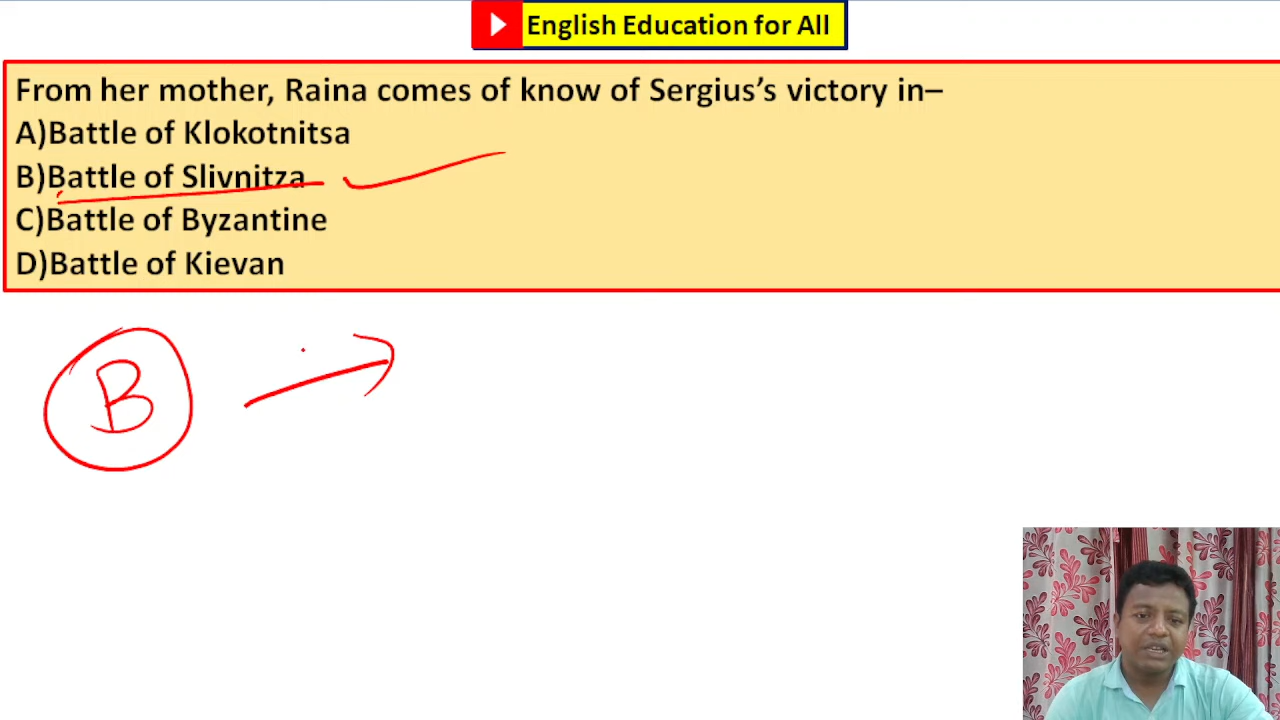 English Education for All
From her mother, Raina comes of know of Sergius’s victory in–
A)Battle of Klokotnitsa
B)Battle of Slivnitza
C)Battle of Byzantine
D)Battle of Kievan
B